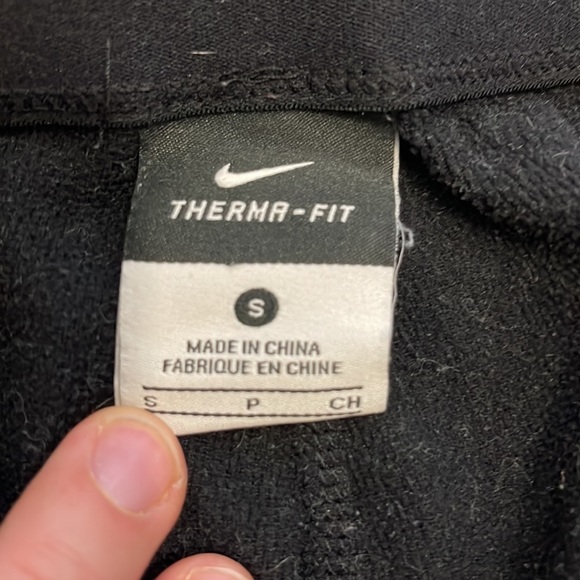 THERMA-FIT
S
MADE IN CHINA
FABRIQUE EN CHINE
S P CH